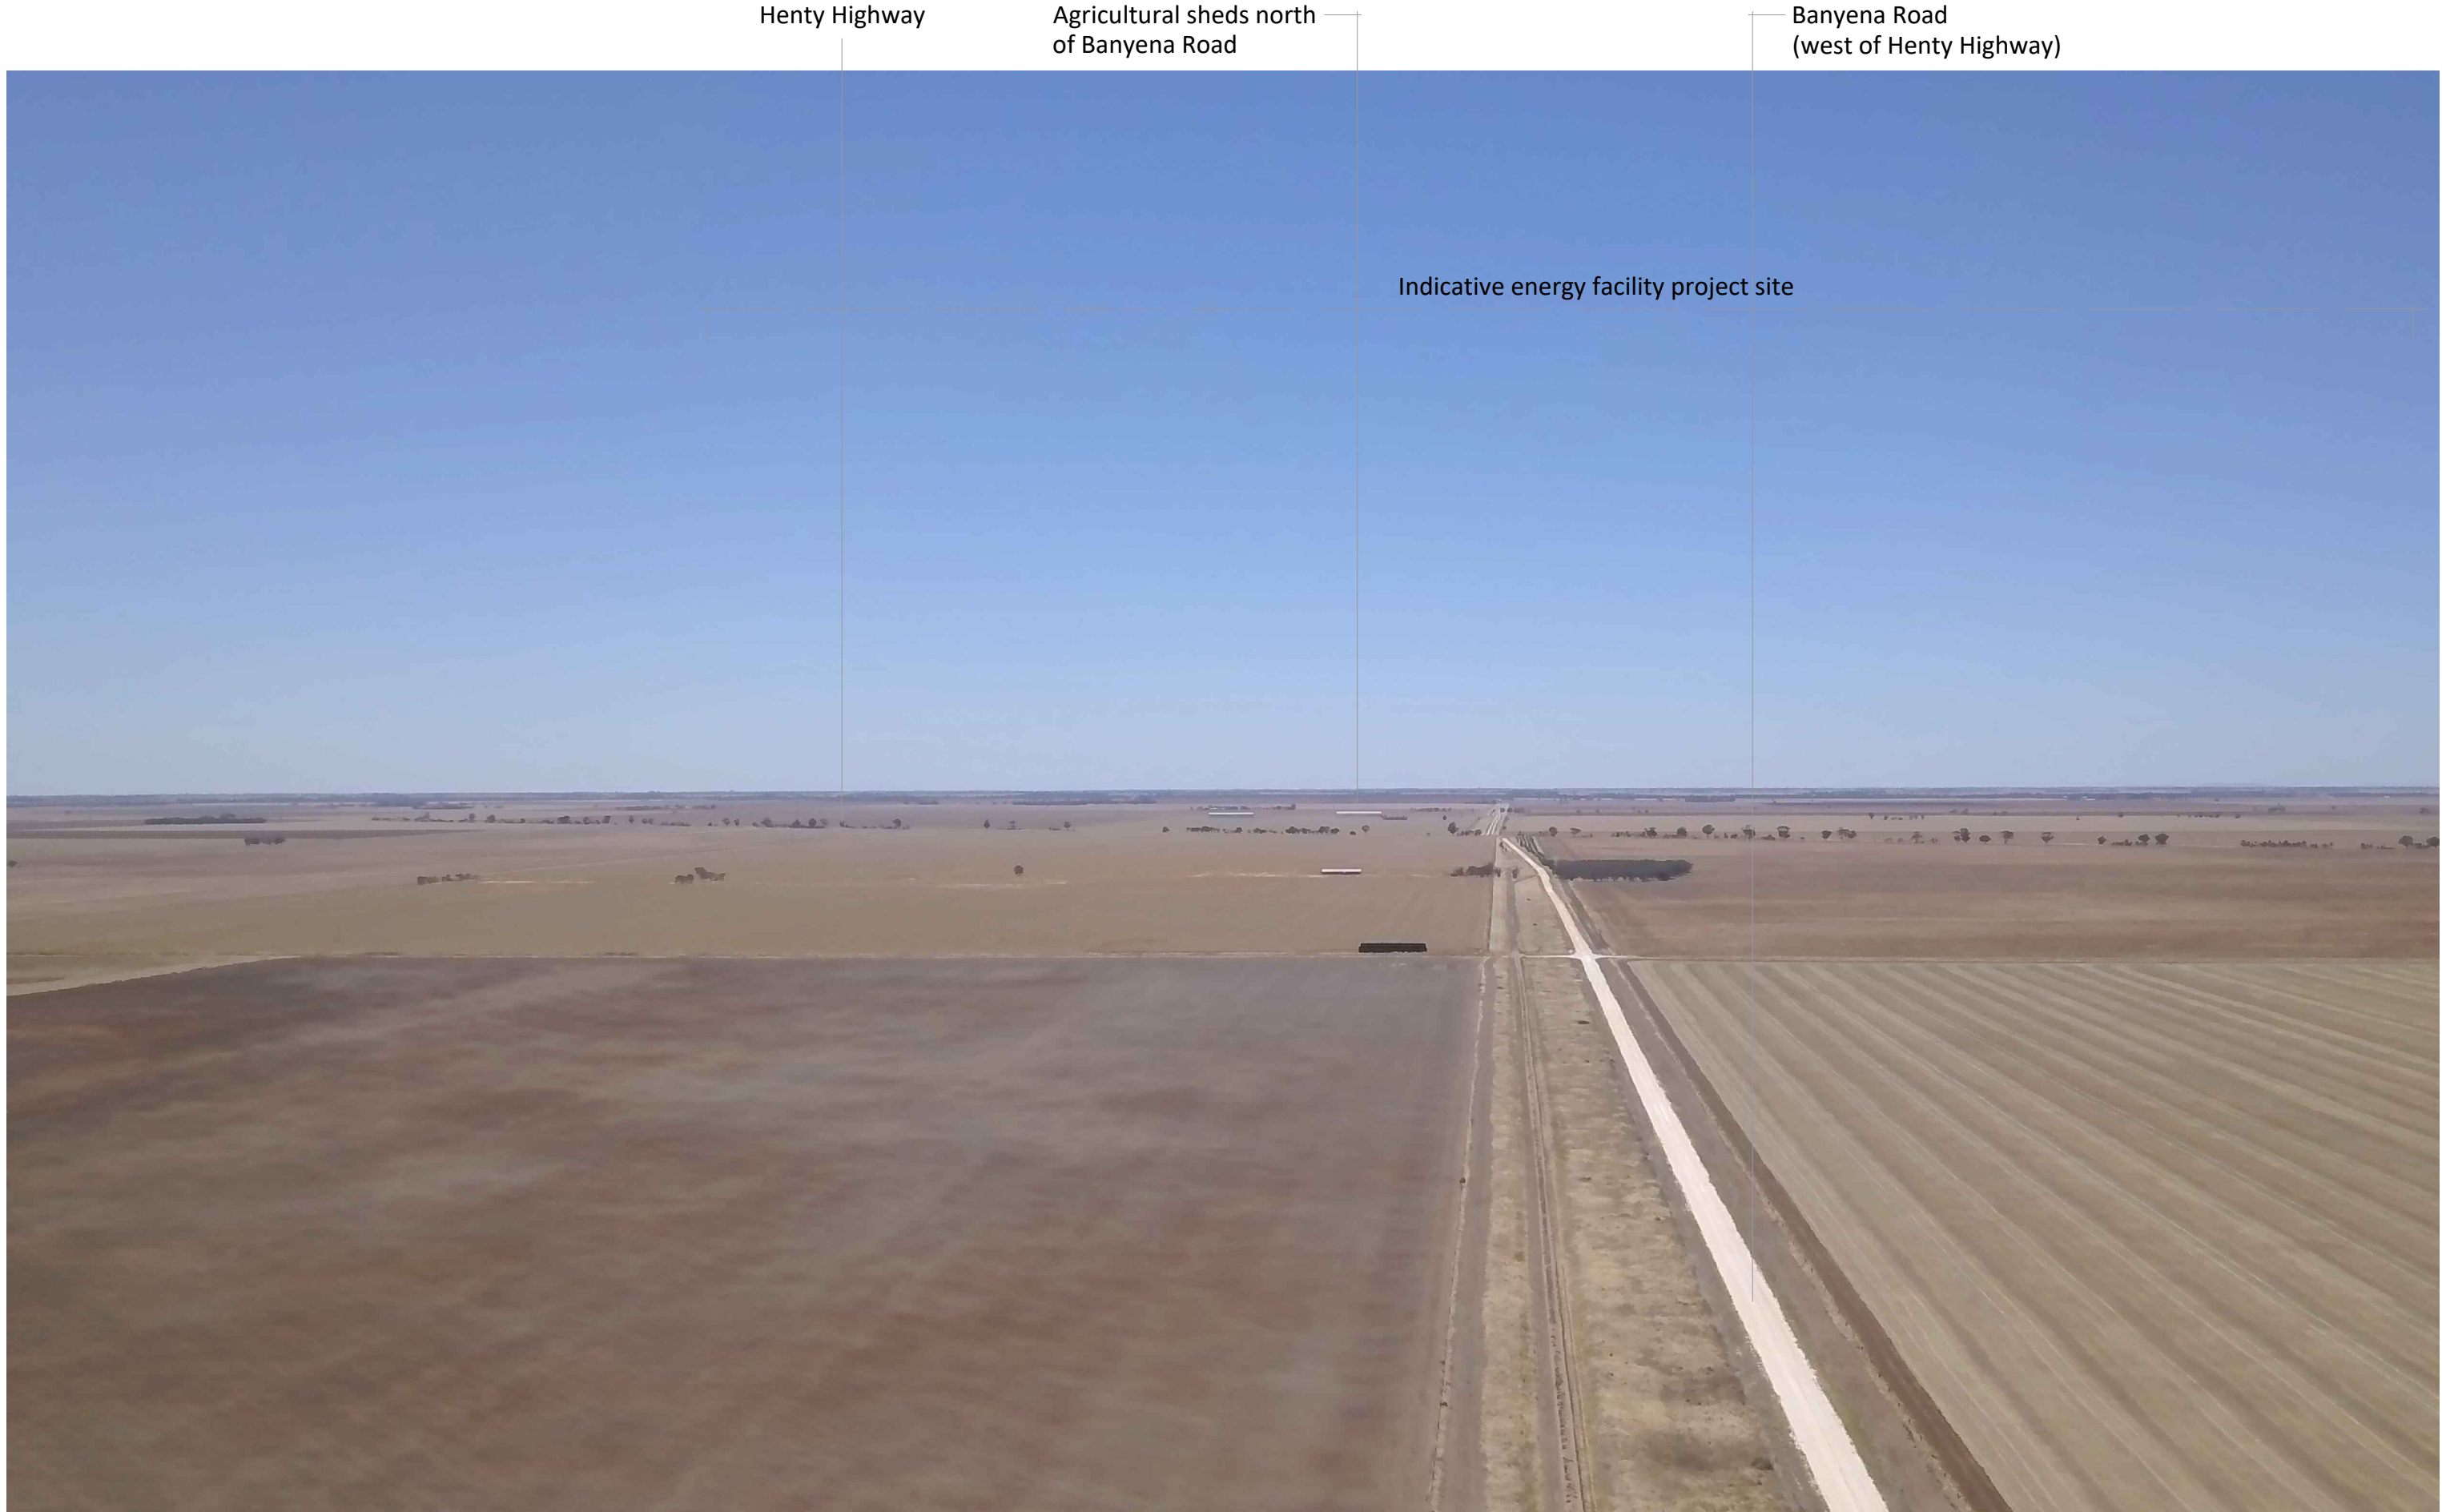 Henty Highway
Agricultural sheds north
of Banyena Road
Banyena Road
(west of Henty Highway)
Indicative energy facility project site